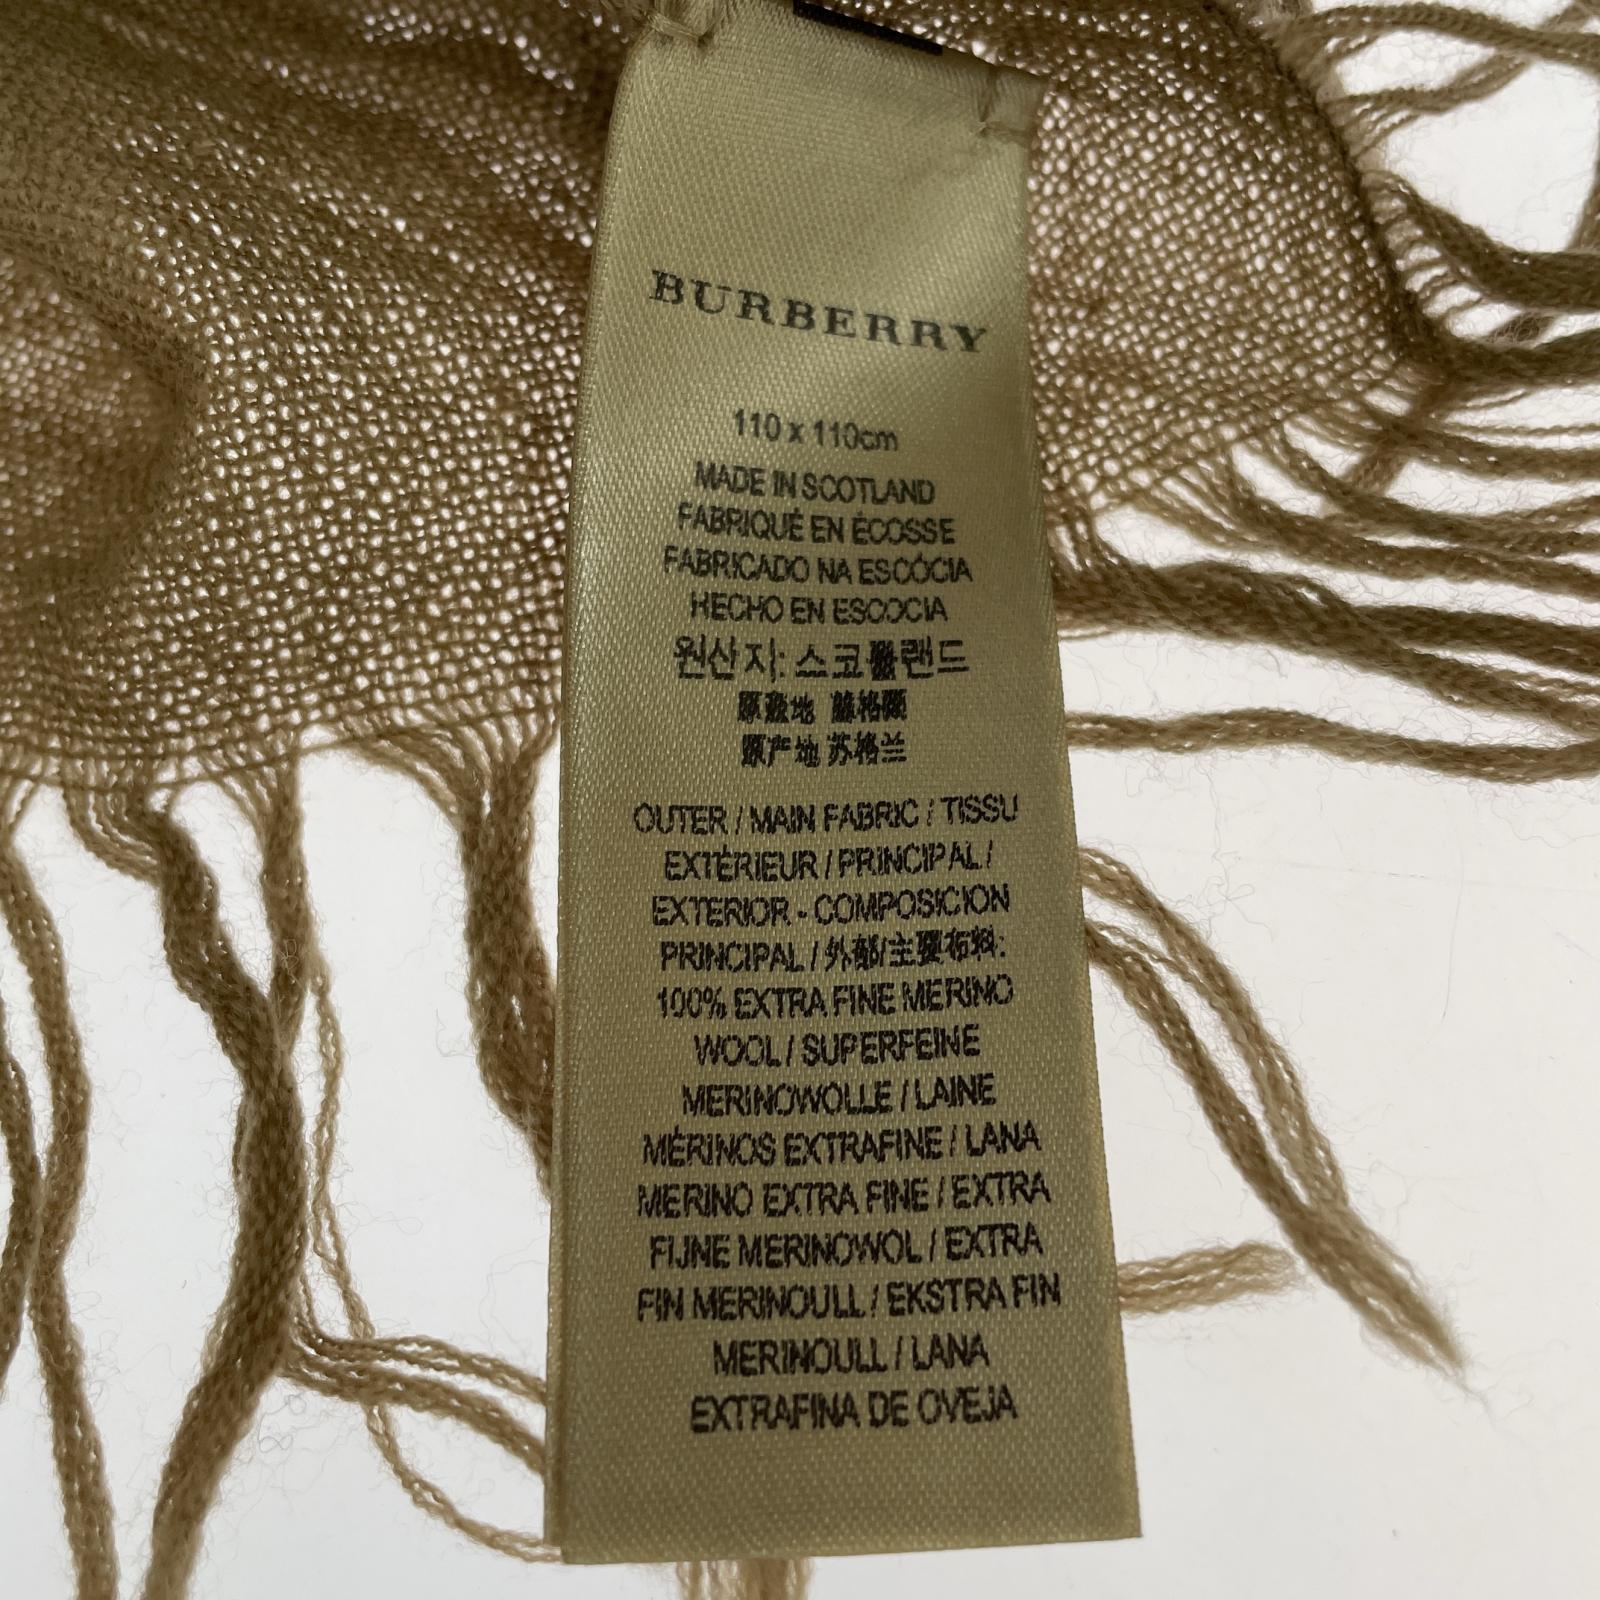 BURBERRY
110 x 110cm
MADE IN SCOTLAND
FABRIQUÉ EN ÉCOSSE
FABRICADO NA ESCÓCIA
HECHO EN ESCOCIA
원산지: 스코틀랜드
原產地 蘇格蘭
原产地 苏格兰
OUTER / MAIN FABRIC / TISSU
EXTÉRIEUR / PRINCIPAL /
EXTERIOR - COMPOSICION
PRINCIPAL / 外部/主要布料:
100% EXTRA FINE MERINO
WOOL / SUPERFEINE
MERINOWOLLE / LAINE
MÉRINOS EXTRAFINE / LANA
MERINO EXTRA FINE / EXTRA
FIJNE MERINOWOL / EXTRA
FIN MERINOULL / EKSTRA FIN
MERINOULL / LANA
EXTRAFINA DE OVEJA